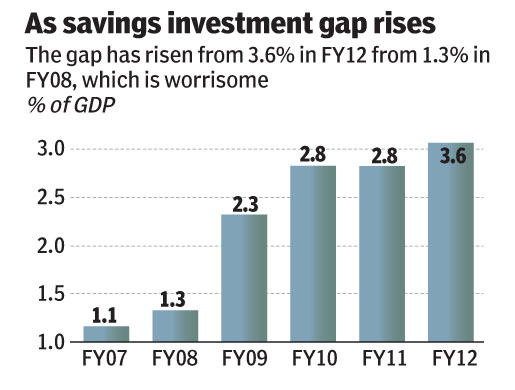 As savings investment gap rises
The gap has risen from 3.6% in FY12 from 1.3% in
FY08, which is worrisome
% of GDP
3.0
2.5
2.0
1.5
1.0
1.1
1.3
2.3
2.8
2.8
3.6
FY07 FY08 FY09 FY10 FY11 FY12